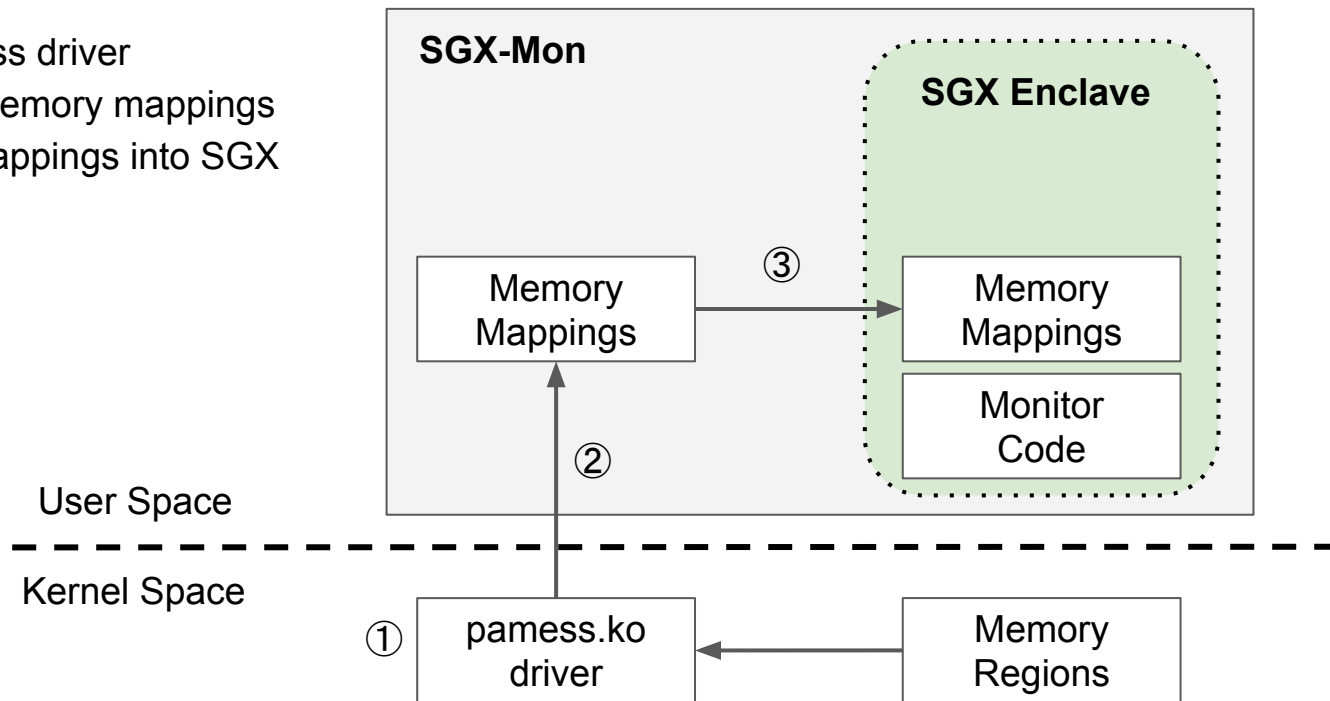 ss driver
emory mappings
appings into SGX
SGX-Mon
SGX Enclave
Memory
Mappings
③
Memory
Mappings
Monitor
Code
②
User Space
Kernel Space
①
pamess.ko
driver
Memory
Regions